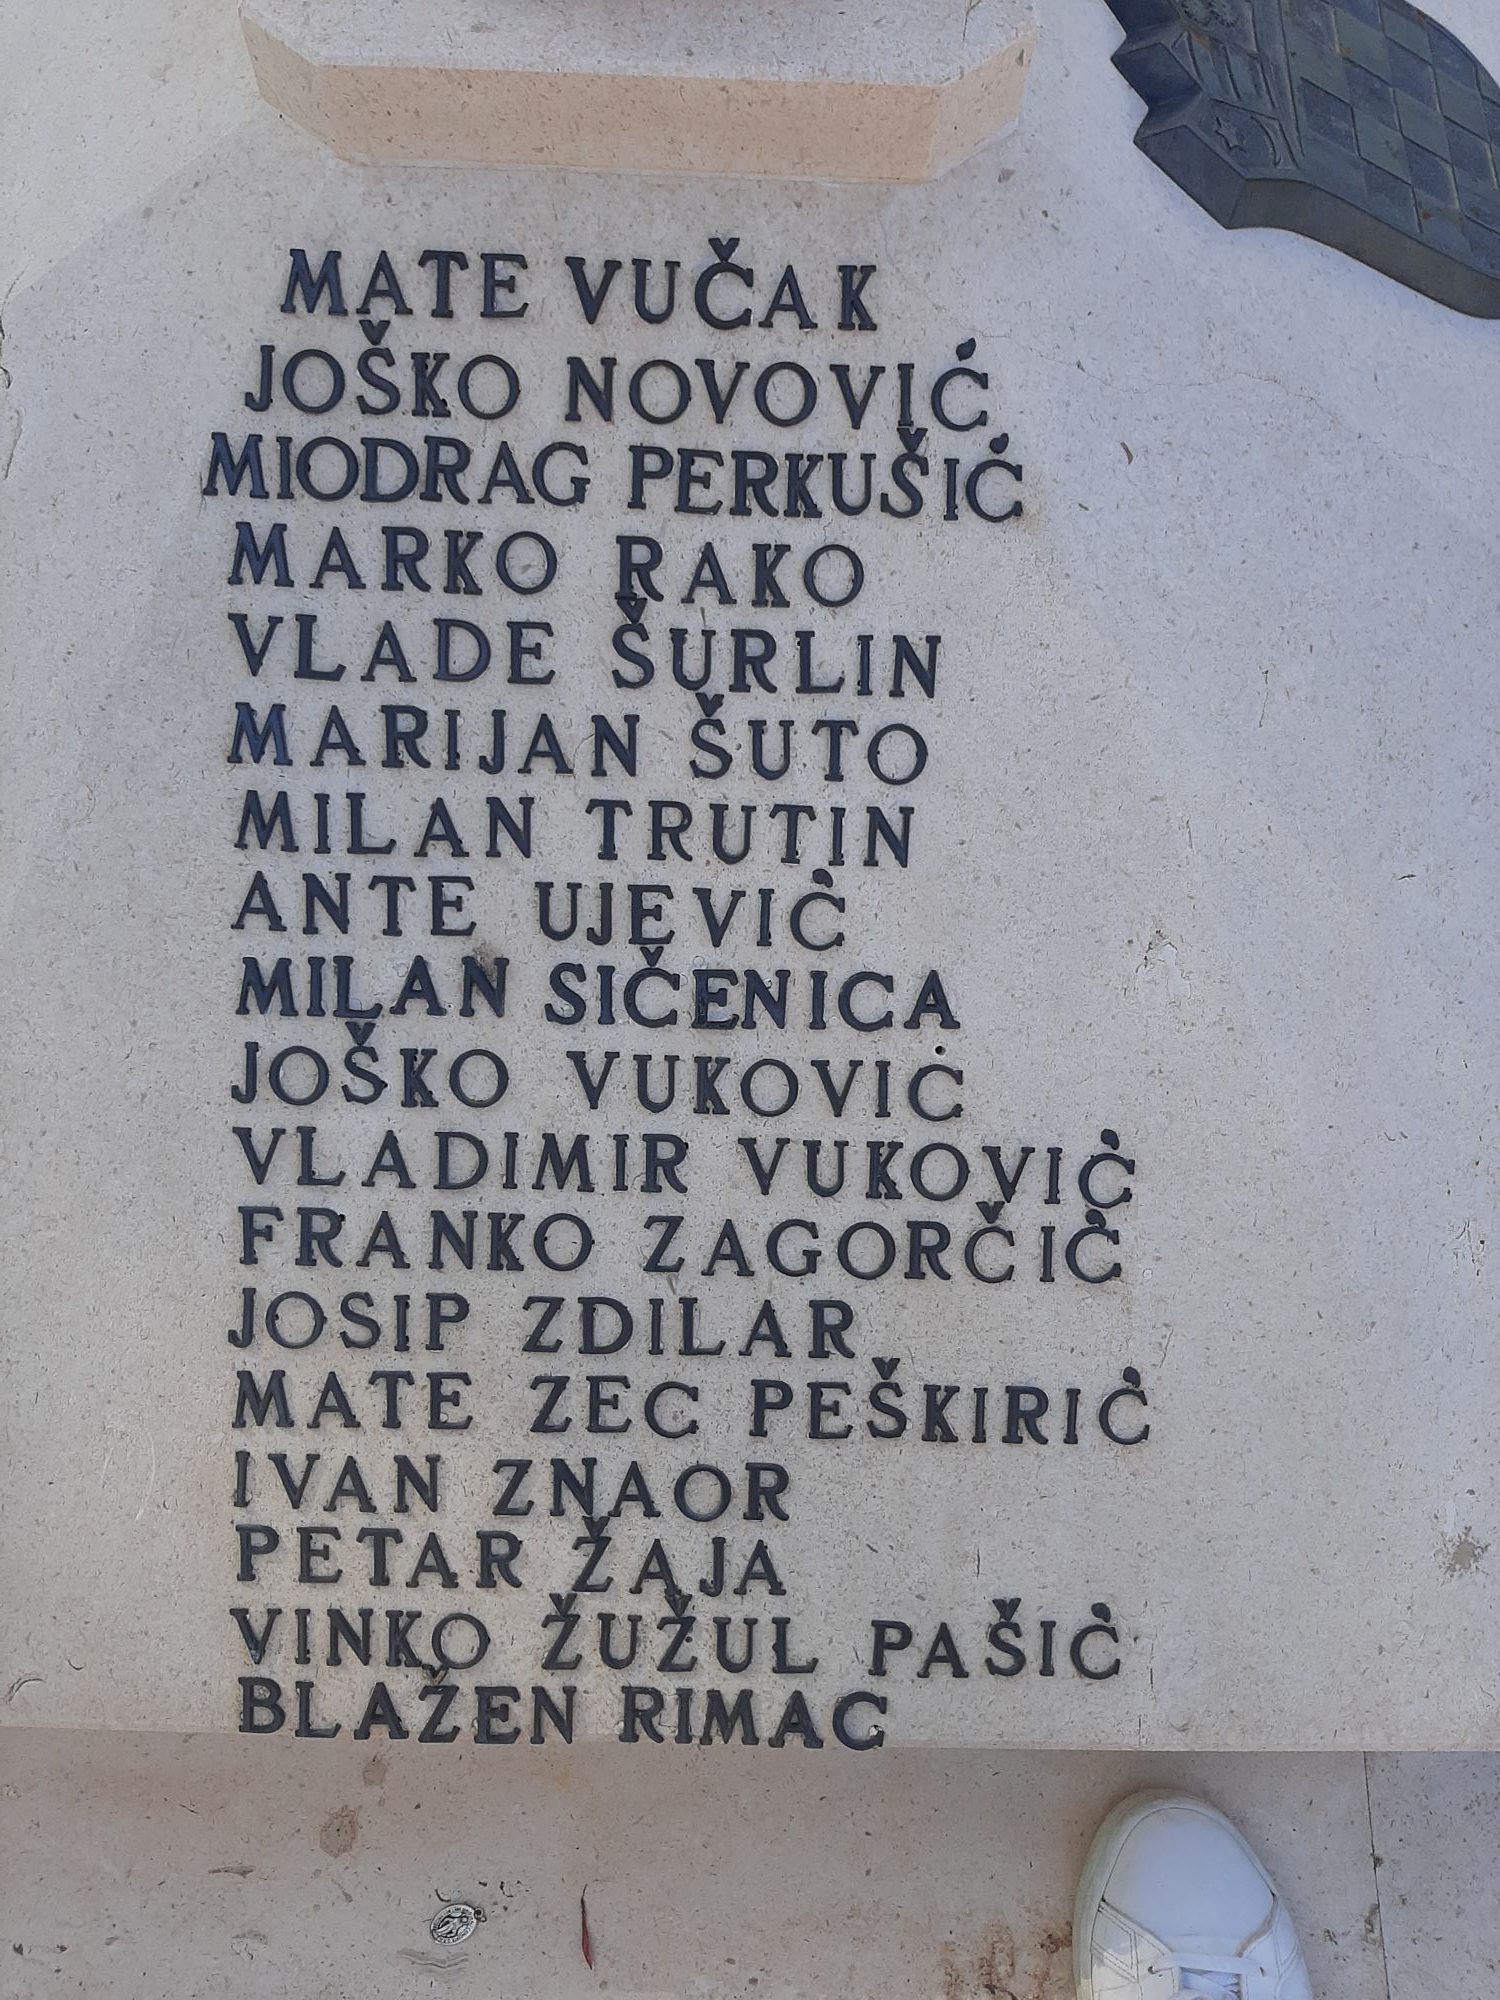 MATE VUČAK
JOŠKO NOVOVIĆ
MIODRAG PERKUŠIĆ
MARKO RAKO
VLADE ŠURLIN
MARIJAN ŠUTO
MILAN TRUTIN
ANTE UJEVIĆ
MILAN SIČENICA
JOŠKO VUKOVIC
VLADIMIR VUKOVIĆ
FRANKO ZAGORČIĆ
JOSIP ZDILAR
MATE ZEC PEŠKIRIĆ
IVAN ZNAOR
PETAR ŽAJA
VINKO ŽUŽUL PAŠIĆ
BLAŽEN RIMAC